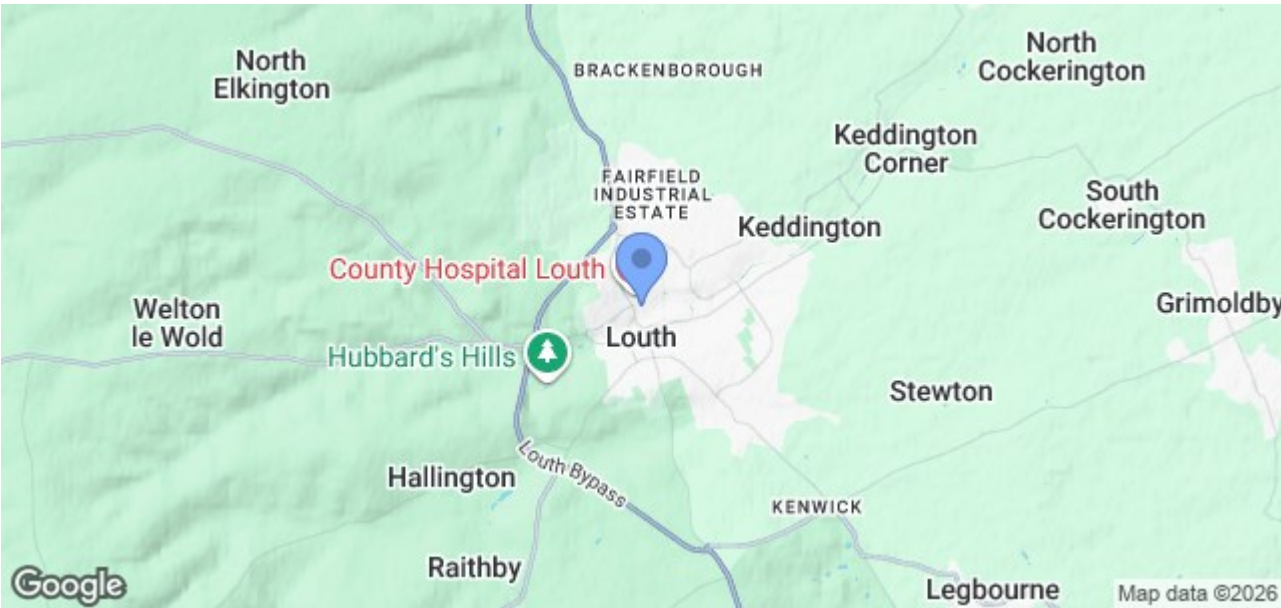 North
Elkington
BRACKENBOROUGH
North
Cockerington
Keddington
Corner
FAIRFIELD
INDUSTRIAL
ESTATE
South
Cockerington
Keddington
County Hospital Louth
Welton
le Wold
Grimoldby
Louth
Hubbard's Hills
Stewton
Hallington
Louth Bypass
KENWICK
Raithby
Legbourne
Google
Map data ©2026